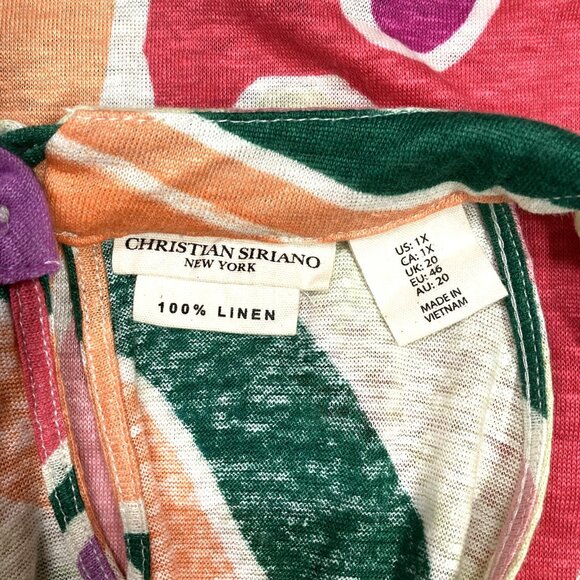 CHRISTIAN SIRIANO
NEW YORK
100% LINEN
US: 1X
CA: 1X
UK: 20
EU: 46
AU: 20
MADE IN
VIETNAM